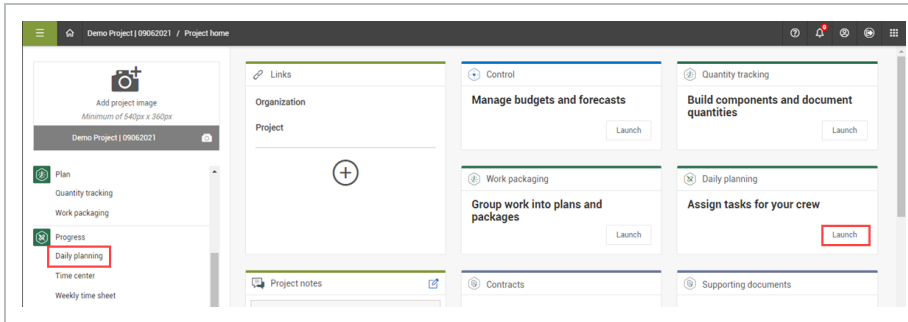 Demo Project | 09062021 / Project home
Add project image
Minimum of 540px x 360px
Demo Project | 09062021
Plan
Quantity tracking
Work packaging
Progress
Daily planning
Time center
Weekly time sheet
Links
Organization
Project
Control
Manage budgets and forecasts
Launch
Quantity tracking
Build components and document
quantities
Launch
Work packaging
Group work into plans and
packages
Launch
Daily planning
Assign tasks for your crew
Launch
Project notes
Contracts
Supporting documents